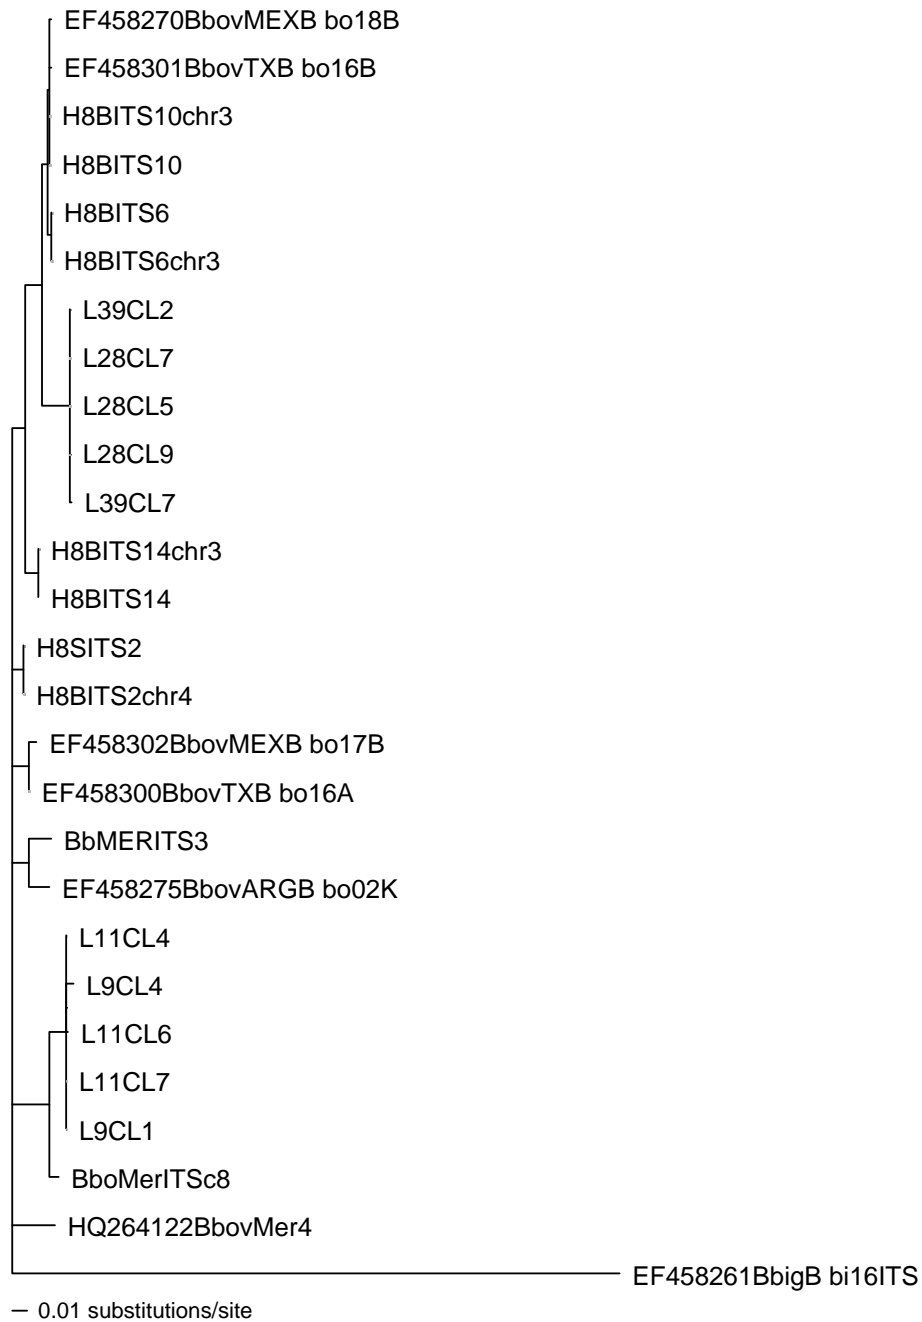 EF458270BbovMEXB bo18B
EF458301BbovTXB bo16B
H8BITS10chr3
H8BITS10
H8BITS6
H8BITS6chr3
L39CL2
L28CL7
L28CL5
L28CL9
L39CL7
H8BITS14chr3
H8BITS14
H8SITS2
H8BITS2chr4
EF458302BbovMEXB bo17B
EF458300BbovTXB bo16A
BbMERITS3
EF458275BbovARGB bo02K
L11CL4
L9CL4
L11CL6
L11CL7
L9CL1
BboMerITSc8
HQ264122BbovMer4
EF458261BbigB bi16ITS
0.01 substitutions/site